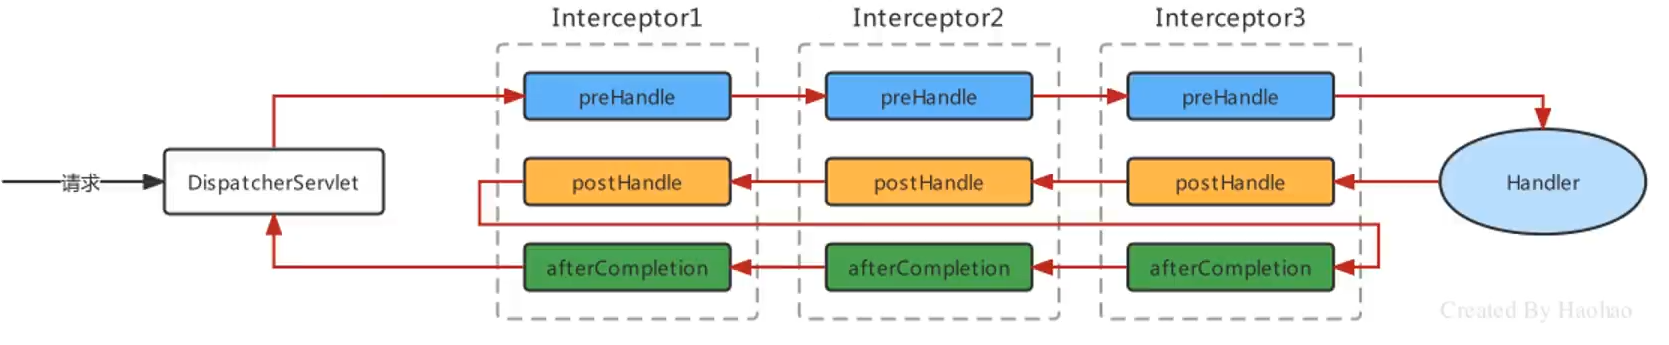 Interceptor1
Interceptor2
Interceptor3
preHandle
preHandle
preHandle
请求
DispatcherServlet
postHandle
postHandle
postHandle
Handler
afterCompletion
afterCompletion
afterCompletion
Created By Haohao